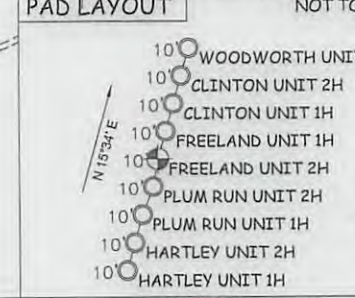 PAD LAYOUT
NOT TO
10' WOODWORTH UNIT
10' CLINTON UNIT 2H
10' CLINTON UNIT 1H
10' FREELAND UNIT 1H
10' FREELAND UNIT 2H
10' PLUM RUN UNIT 2H
10' PLUM RUN UNIT 1H
10' HARTLEY UNIT 2H
10' HARTLEY UNIT 1H
N 15°34' E